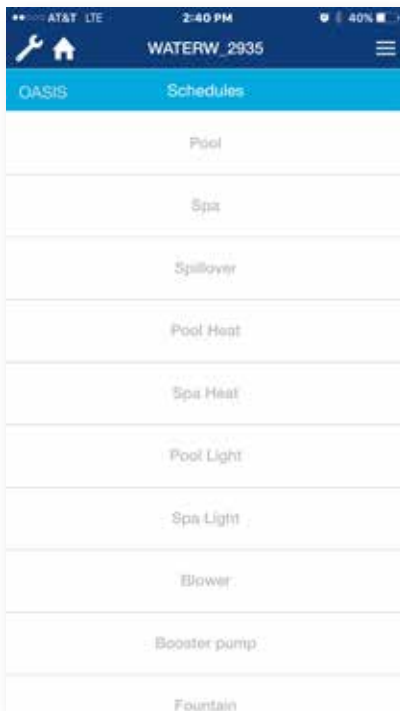 AT&T LTE 2:40 PM 40%
WATERW_2935
OASIS Schedules
Pool
Spa
Spillover
Pool Heat
Spa Heat
Pool Light
Spa Light
Blower
Booster pump
Fountain